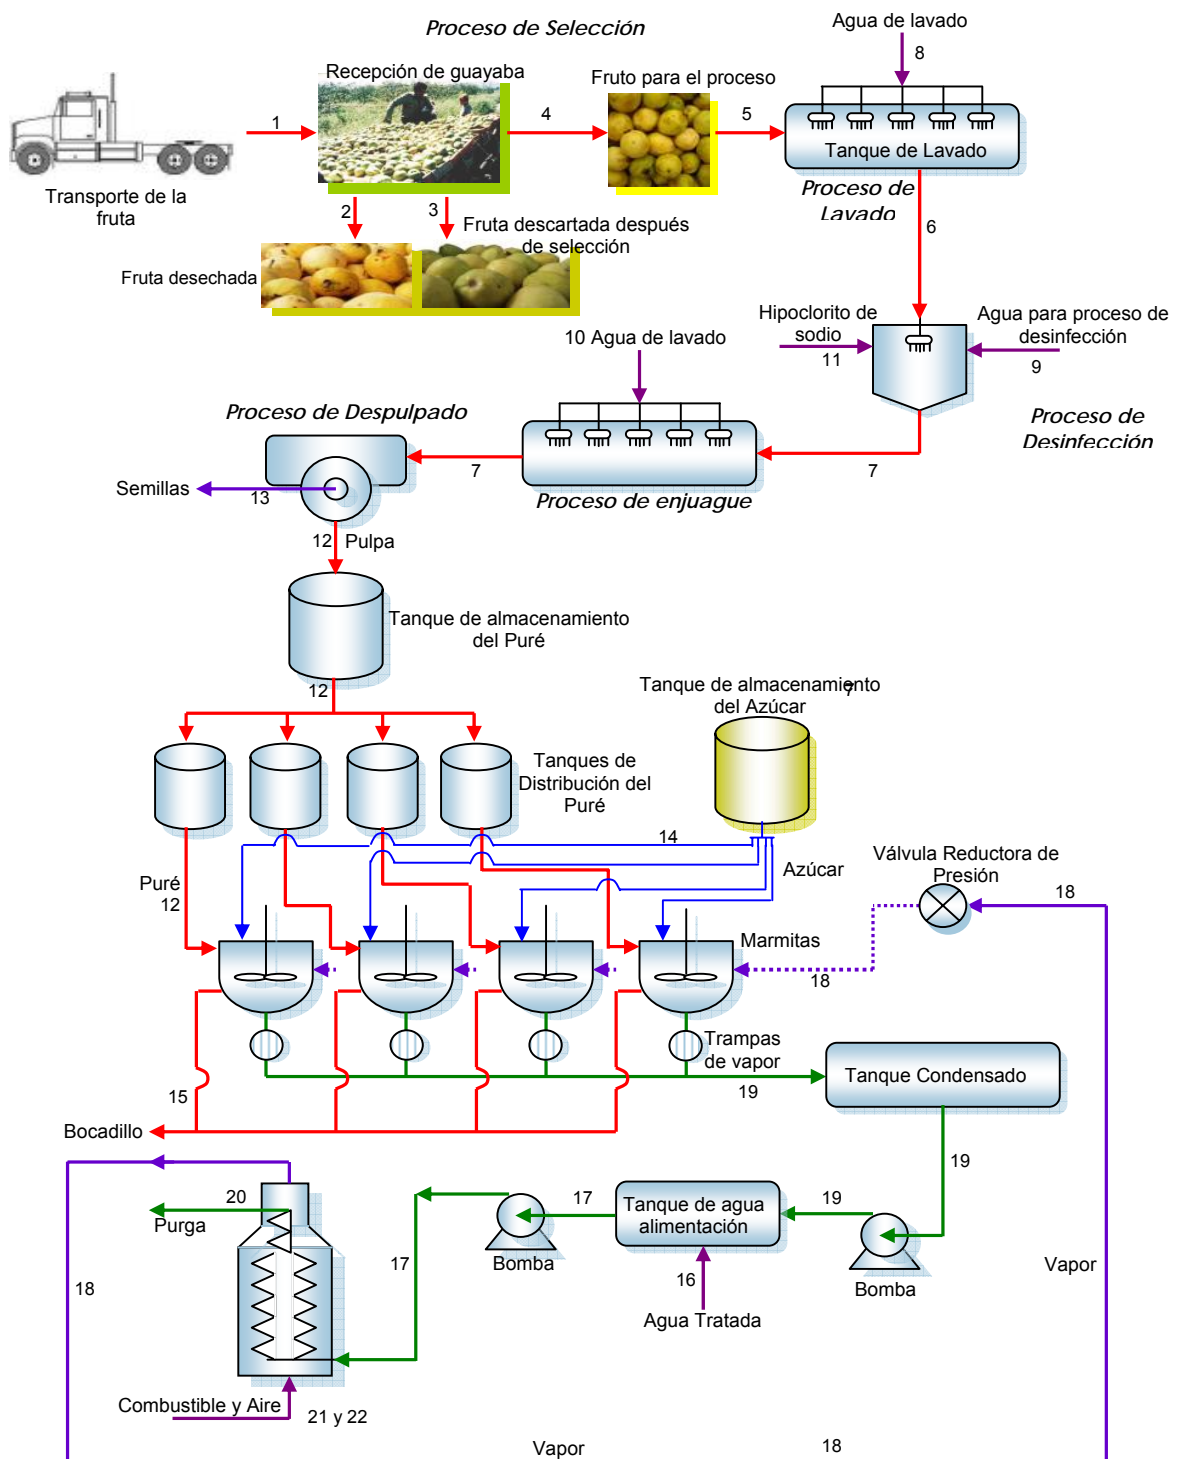 Proceso de Selección
Agua de lavado
8
Recepción de guayaba
Fruto para el proceso
1
4
5
Tanque de Lavado
Transporte de la
fruta
Proceso de
Lavado
2
3
Fruta descartada después
de selección
6
Fruta desechada
Hipoclorito de
sodio
11
Agua para proceso de
desinfección
9
10 Agua de lavado
Proceso de Despulpado
Proceso de
Desinfección
7
7
Semillas
13
Proceso de enjuague
12
Pulpa
Tanque de almacenamiento
del Puré
12
Tanque de almacenamiento
7
del Azúcar
Tanques de
Distribución del
Puré
14
Azúcar
Válvula Reductora de
Presión
18
Puré
12
Marmitas
18
Trampas
de vapor
19
Tanque Condensado
15
Bocadillo
19
20
Purga
17
Tanque de agua
alimentación
19
17
Bomba
16
Bomba
Vapor
18
Agua Tratada
Combustible y Aire
21 y 22
Vapor
18